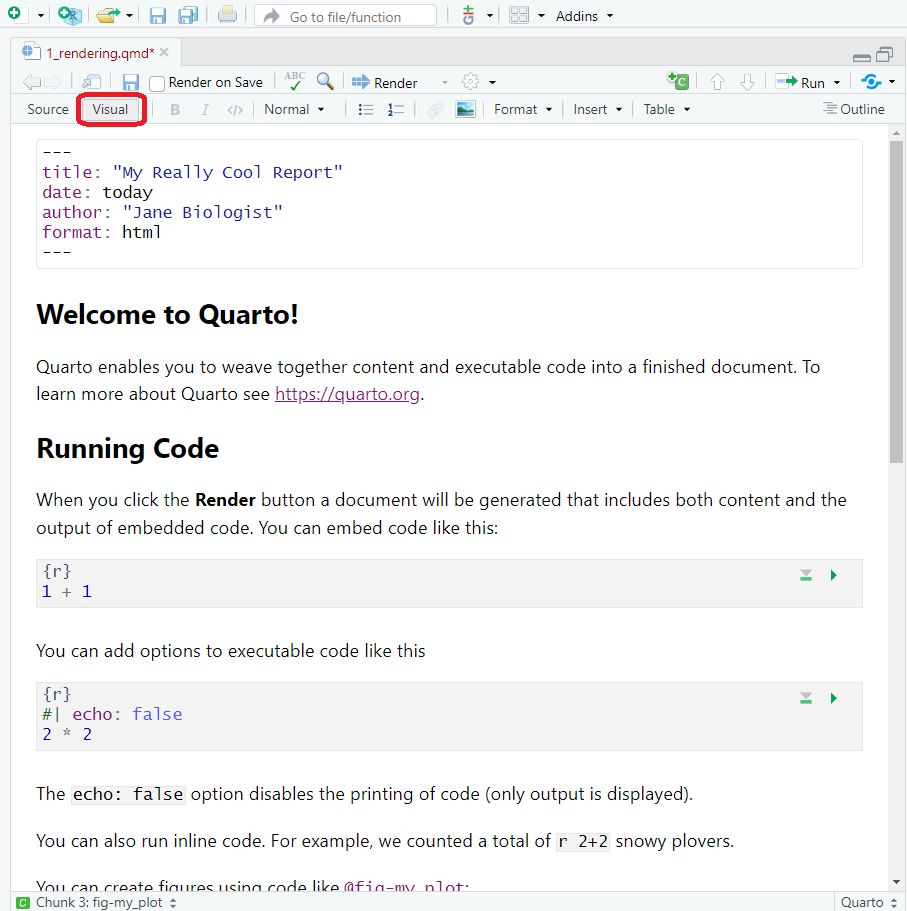 Go to file/function Addins
1_rendering.qmd*
Render on Save ABC Render Run
Source Visual B I </> Normal Format Insert Table Outline
---
title: "My Really Cool Report"
date: today
author: "Jane Biologist"
format: html
---
Welcome to Quarto!
Quarto enables you to weave together content and executable code into a finished document. To
learn more about Quarto see https://quarto.org.
Running Code
When you click the Render button a document will be generated that includes both content and the
output of embedded code. You can embed code like this:
{r}
1 + 1
You can add options to executable code like this
{r}
#| echo: false
2 * 2
The echo: false option disables the printing of code (only output is displayed).
You can also run inline code. For example, we counted a total of r 2+2 snowy plovers.
You can create figures using code like @fig-my_plot:
C Chunk 3: fig-my_plot Quarto